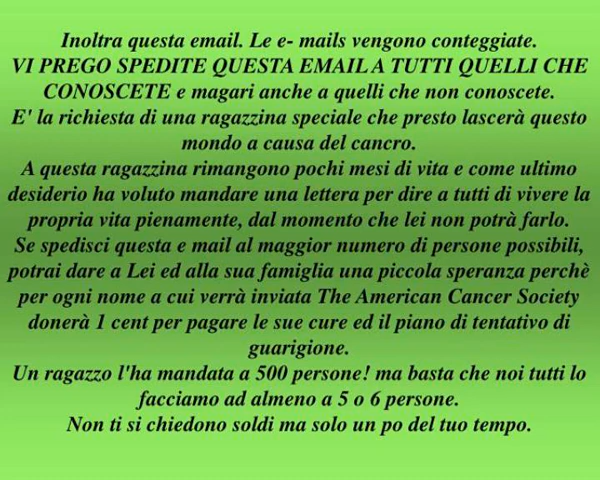 Inoltra questa email. Le e- mails vengono conteggiate.
VI PREGO SPEDITE QUESTA EMAIL A TUTTI QUELLI CHE
CONOSCETE e magari anche a quelli che non conoscete.
E' la richiesta di una ragazzina speciale che presto lascerà questo
mondo a causa del cancro.
A questa ragazzina rimangono pochi mesi di vita e come ultimo
desiderio ha voluto mandare una lettera per dire a tutti di vivere la
propria vita pienamente, dal momento che lei non potrà farlo.
Se spedisci questa e mail al maggior numero di persone possibili,
potrai dare a Lei ed alla sua famiglia una piccola speranza perchè
per ogni nome a cui verrà inviata The American Cancer Society
donerà 1 cent per pagare le sue cure ed il piano di tentativo di
guarigione.
Un ragazzo l'ha mandata a 500 persone! ma basta che noi tutti lo
facciamo ad almeno a 5 o 6 persone.
Non ti si chiedono soldi ma solo un po del tuo tempo.